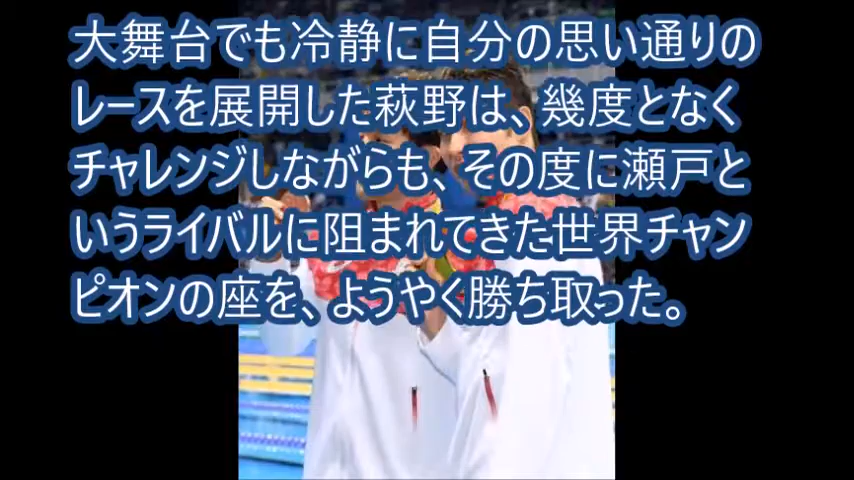 大舞台でも冷静に自分の思い通りの
レースを展開した萩野は、幾度となく
チャレンジしながらも、その度に瀬戸と
いうライバルに阻まれてきた世界チャン
ピオンの座を、ようやく勝ち取った。